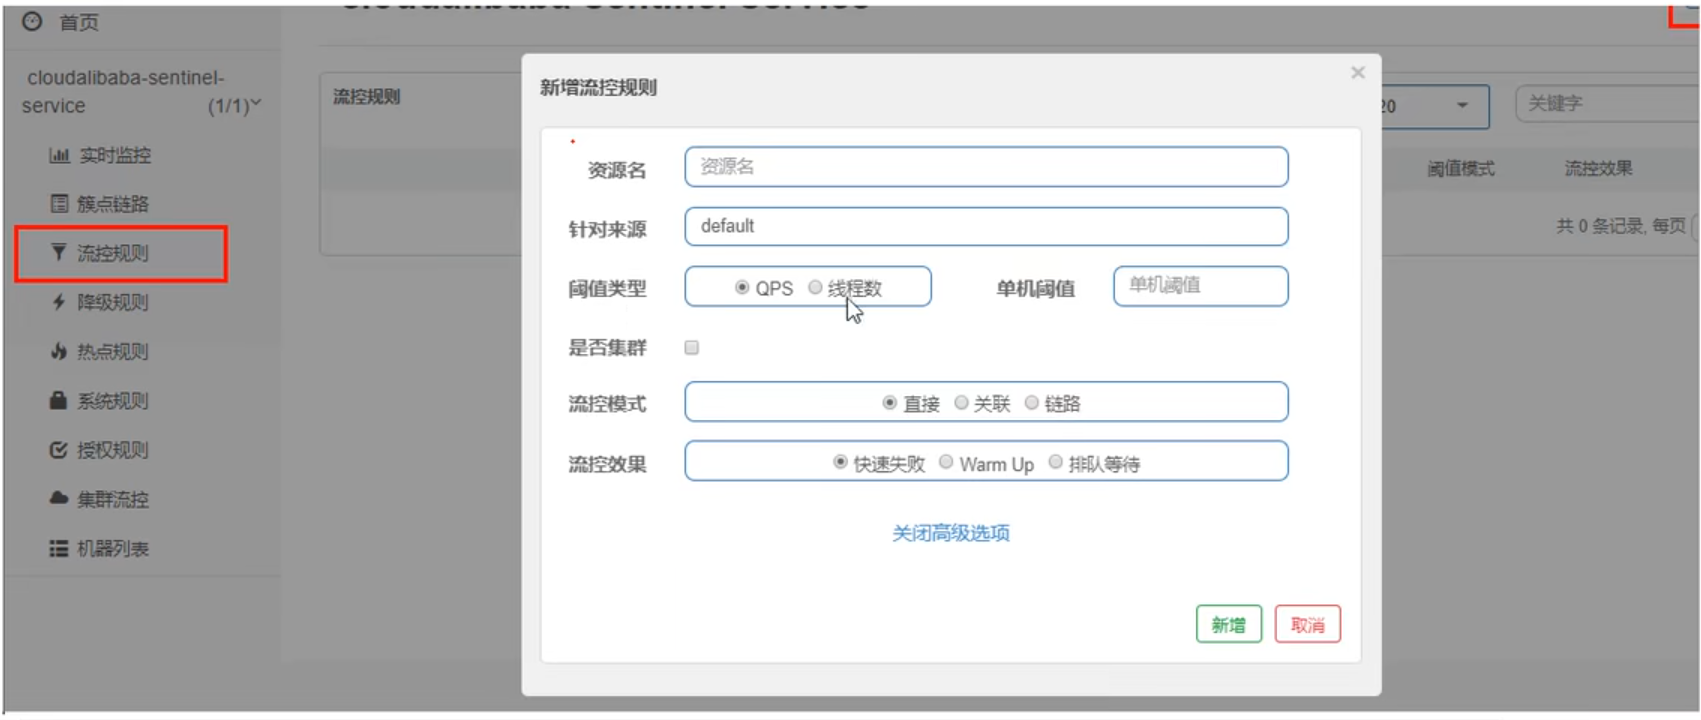 首页
cloudalibaba-sentinel-
service (1/1)
实时监控
簇点链路
流控规则
降级规则
热点规则
系统规则
授权规则
集群流控
机器列表
流控规则
关键字
阈值模式 流控效果
共 0 条记录, 每页
新增流控规则
资源名 资源名
针对来源 default
阈值类型 QPS 线程数 单机阈值 单机阈值
是否集群
流控模式 直接 关联 链路
流控效果 快速失败 Warm Up 排队等待
关闭高级选项
新增 取消